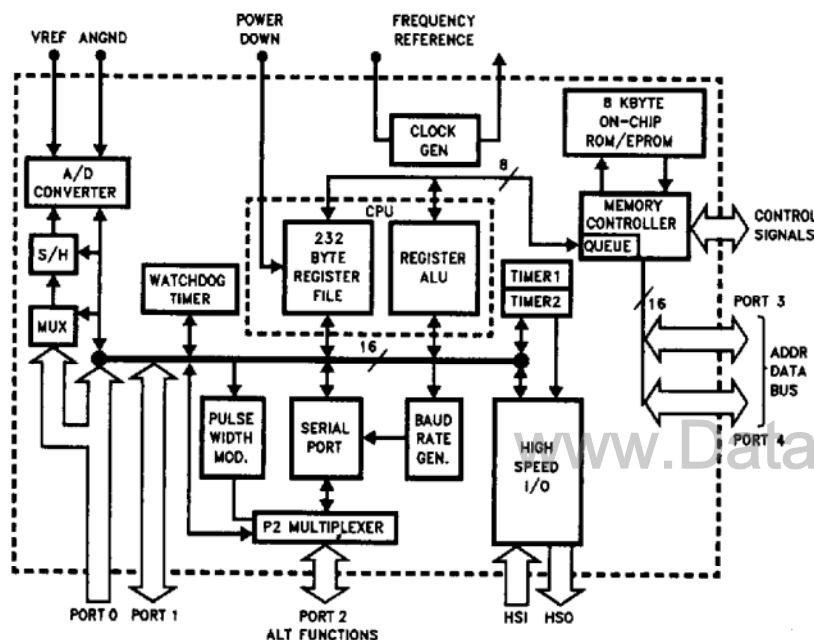 POWER
DOWN
FREQUENCY
REFERENCE
VREF ANGND
CLOCK
GEN
8 KBYTE
ON-CHIP
ROM/EPROM
8
A/D
CONVERTER
CPU
MEMORY
CONTROLLER
QUEUE
CONTROL
SIGNALS
232
BYTE
REGISTER
FILE
REGISTER
ALU
S/H
WATCHDOG
TIMER
TIMER1
TIMER2
MUX
16
16
PORT 3
ADDR
DATA
BUS
PORT 4
PULSE
WIDTH
MOD.
SERIAL
PORT
BAUD
RATE
GEN.
HIGH
SPEED
I/O
www.Data
P2 MULTIPLEXER
PORT 0
PORT 1
PORT 2
ALT FUNCTIONS
HSI
HSO